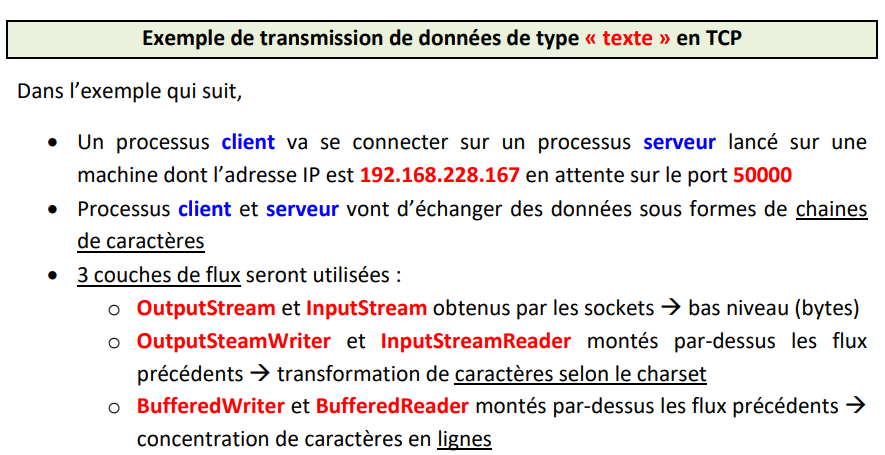 Exemple de transmission de données de type « texte » en TCP
Dans l’exemple qui suit,
• Un processus client va se connecter sur un processus serveur lancé sur une
machine dont l’adresse IP est 192.168.228.167 en attente sur le port 50000
• Processus client et serveur vont d’échanger des données sous formes de chaines
de caractères
• 3 couches de flux seront utilisées :
o OutputStream et InputStream obtenus par les sockets → bas niveau (bytes)
o OutputSteamWriter et InputStreamReader montés par-dessus les flux
précédents → transformation de caractères selon le charset
o BufferedWriter et BufferedReader montés par-dessus les flux précédents →
concentration de caractères en lignes